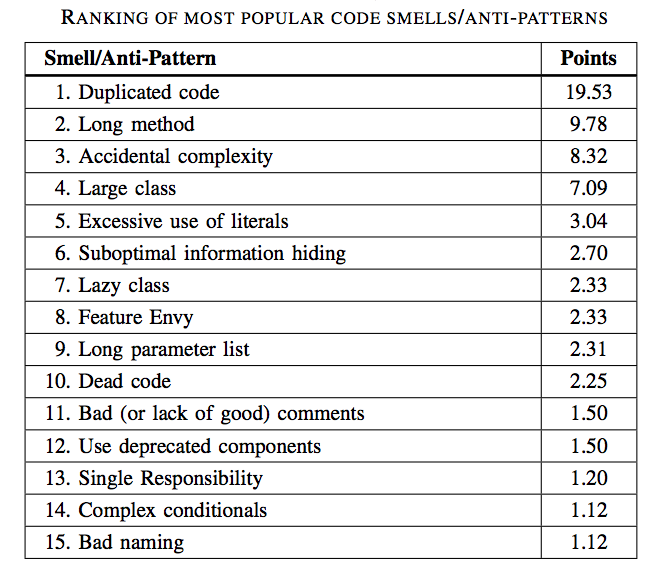 RANKING OF MOST POPULAR CODE SMELLS/ANTI-PATTERNS
Smell/Anti-Pattern Points
1. Duplicated code 19.53
2. Long method 9.78
3. Accidental complexity 8.32
4. Large class 7.09
5. Excessive use of literals 3.04
6. Suboptimal information hiding 2.70
7. Lazy class 2.33
8. Feature Envy 2.33
9. Long parameter list 2.31
10. Dead code 2.25
11. Bad (or lack of good) comments 1.50
12. Use deprecated components 1.50
13. Single Responsibility 1.20
14. Complex conditionals 1.12
15. Bad naming 1.12